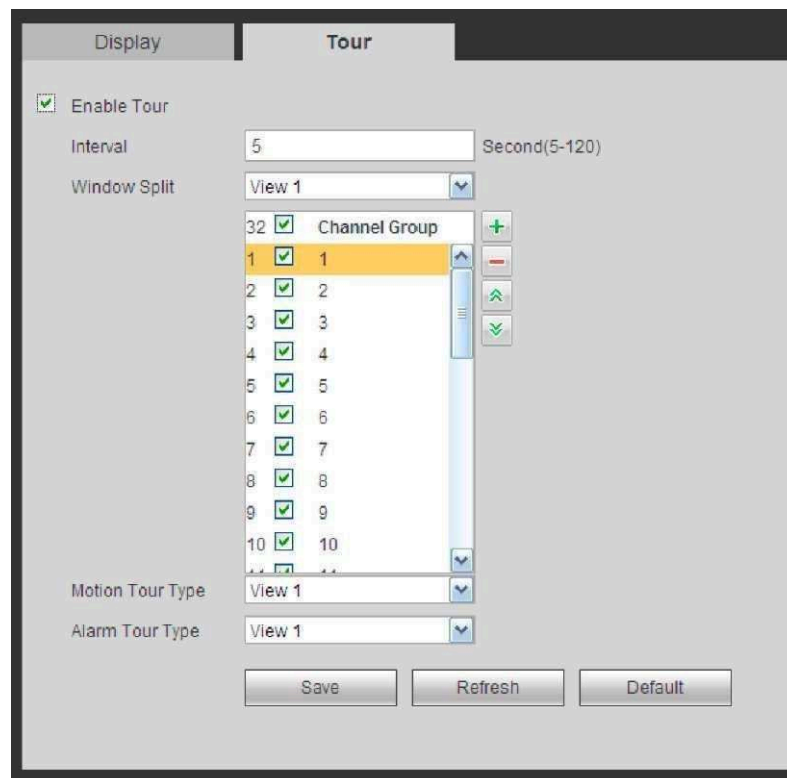 Display Tour
Enable Tour
Interval 5 Second(5-120)
Window Split View 1
32 Channel Group
1 1
2 2
3 3
4 4
5 5
6 6
7 7
8 8
9 9
10 10
Motion Tour Type View 1
Alarm Tour Type View 1
Save Refresh Default